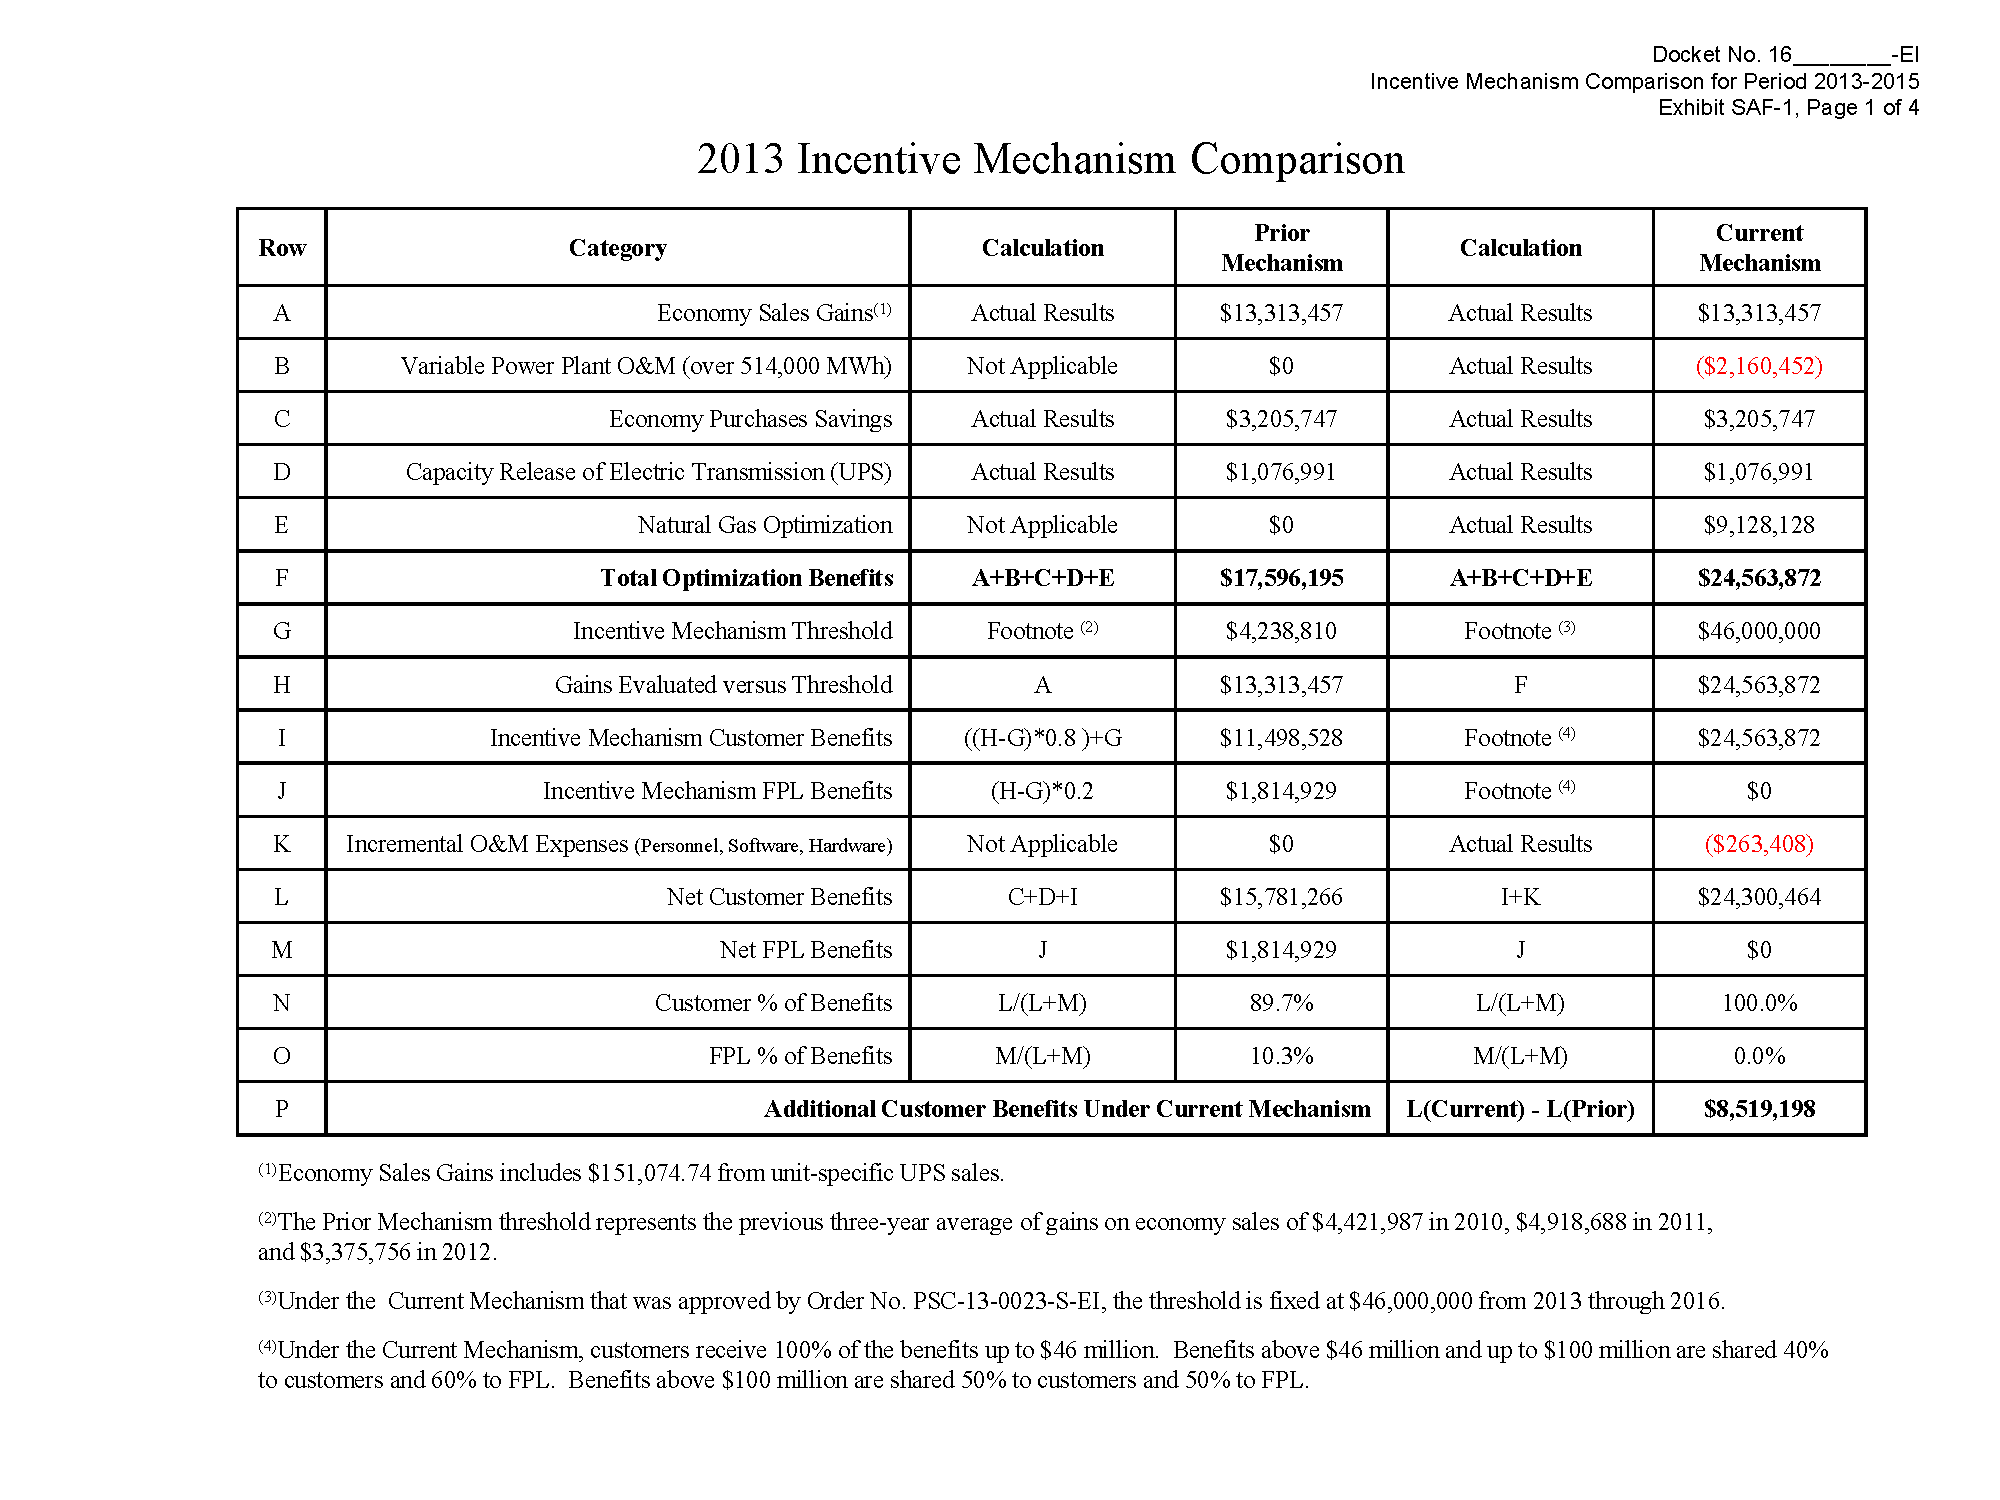 Docket No. 16________-EI
Incentive Mechanism Comparison for Period 2013-2015
Exhibit SAF-1, Page 1 of 4
2013 Incentive Mechanism Comparison
Row Category Calculation Prior Mechanism Calculation Current Mechanism
A Economy Sales Gains(1) Actual Results $13,313,457 Actual Results $13,313,457
B Variable Power Plant O&M (over 514,000 MWh) Not Applicable $0 Actual Results ($2,160,452)
C Economy Purchases Savings Actual Results $3,205,747 Actual Results $3,205,747
D Capacity Release of Electric Transmission (UPS) Actual Results $1,076,991 Actual Results $1,076,991
E Natural Gas Optimization Not Applicable $0 Actual Results $9,128,128
F Total Optimization Benefits A+B+C+D+E $17,596,195 A+B+C+D+E $24,563,872
G Incentive Mechanism Threshold Footnote (2) $4,238,810 Footnote (3) $46,000,000
H Gains Evaluated versus Threshold A $13,313,457 F $24,563,872
I Incentive Mechanism Customer Benefits ((H-G)*0.8 )+G $11,498,528 Footnote (4) $24,563,872
J Incentive Mechanism FPL Benefits (H-G)*0.2 $1,814,929 Footnote (4) $0
K Incremental O&M Expenses (Personnel, Software, Hardware) Not Applicable $0 Actual Results ($263,408)
L Net Customer Benefits C+D+I $15,781,266 I+K $24,300,464
M Net FPL Benefits J $1,814,929 J $0
N Customer % of Benefits L/(L+M) 89.7% L/(L+M) 100.0%
O FPL % of Benefits M/(L+M) 10.3% M/(L+M) 0.0%
P Additional Customer Benefits Under Current Mechanism L(Current) - L(Prior) $8,519,198
(1)Economy Sales Gains includes $151,074.74 from unit-specific UPS sales.
(2)The Prior Mechanism threshold represents the previous three-year average of gains on economy sales of $4,421,987 in 2010, $4,918,688 in 2011,
and $3,375,756 in 2012.
(3)Under the Current Mechanism that was approved by Order No. PSC-13-0023-S-EI, the threshold is fixed at $46,000,000 from 2013 through 2016.
(4)Under the Current Mechanism, customers receive 100% of the benefits up to $46 million. Benefits above $46 million and up to $100 million are shared 40%
to customers and 60% to FPL. Benefits above $100 million are shared 50% to customers and 50% to FPL.